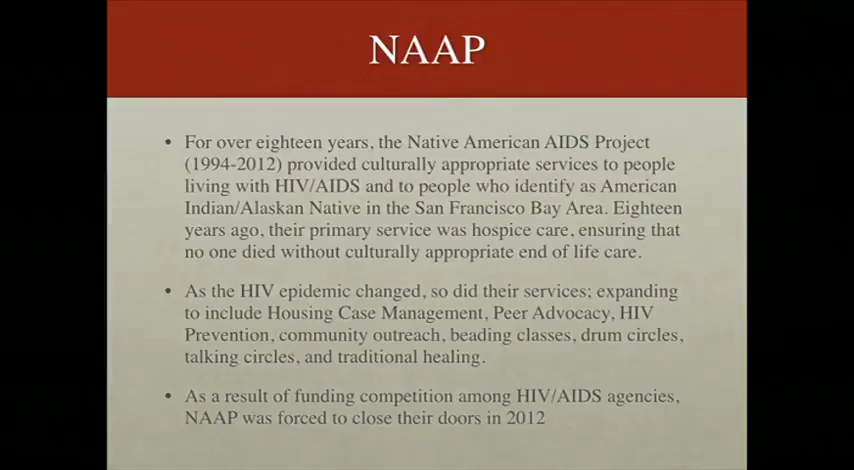 NAAP
• For over eighteen years, the Native American AIDS Project
(1994-2012) provided culturally appropriate services to people
living with HIV/AIDS and to people who identify as American
Indian/Alaskan Native in the San Francisco Bay Area. Eighteen
years ago, their primary service was hospice care, ensuring that
no one died without culturally appropriate end of life care.
• As the HIV epidemic changed, so did their services; expanding
to include Housing Case Management, Peer Advocacy, HIV
Prevention, community outreach, beading classes, drum circles,
talking circles, and traditional healing.
• As a result of funding competition among HIV/AIDS agencies,
NAAP was forced to close their doors in 2012